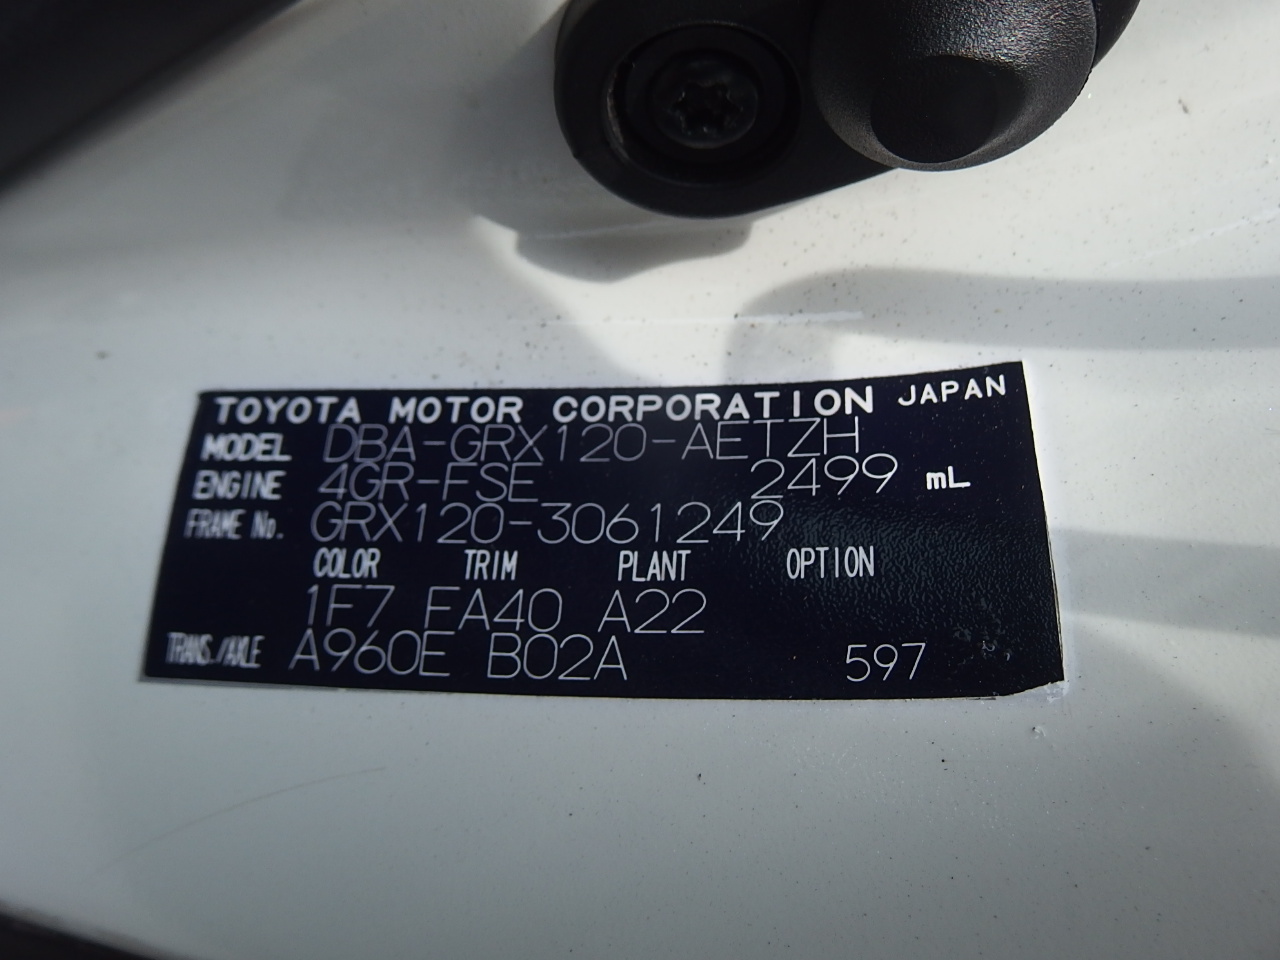 TOYOTA MOTOR CORPORATION JAPAN
MODEL DBA-GRX120-AETZH
ENGINE 4GR-FSE 2499 mL
FRAME No. GRX120-3061249
COLOR TRIM PLANT OPTION
1F7 FA40 A22
TRANS./AXLE A960E B02A 597